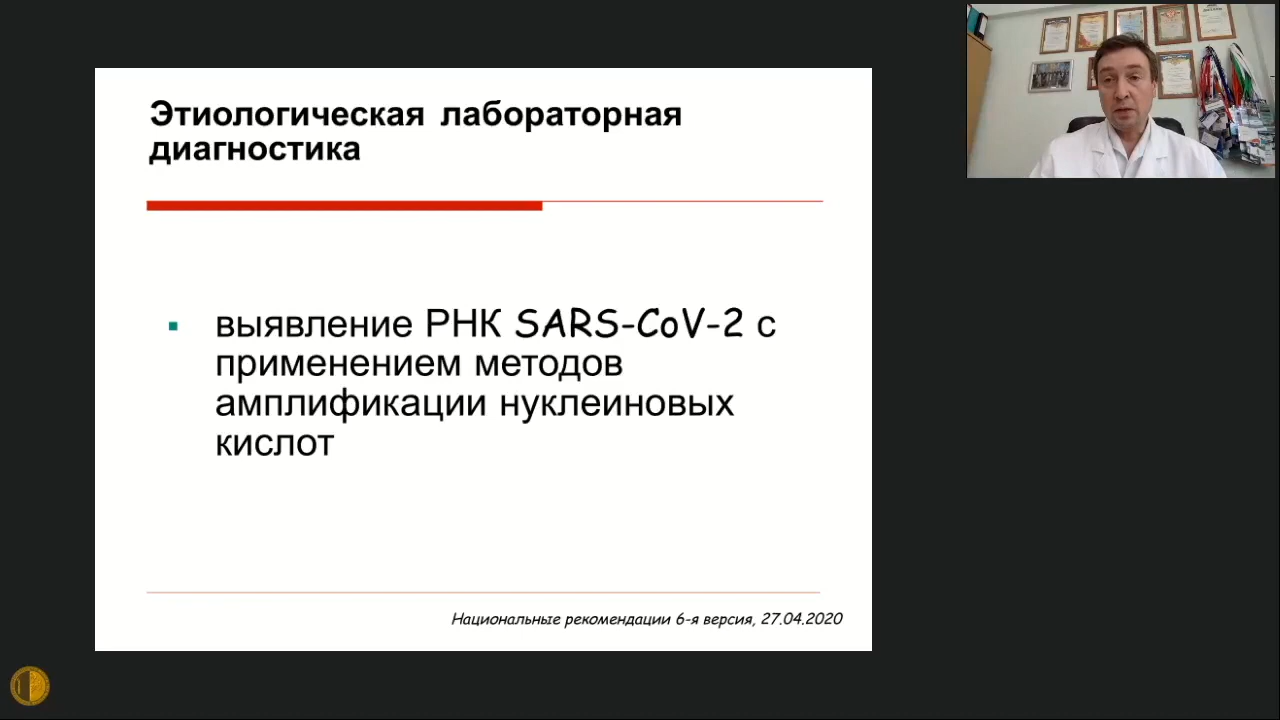 Этиологическая лабораторная
диагностика
выявление РНК SARS-CoV-2 с
применением методов
амплификации нуклеиновых
кислот
Национальные рекомендации 6-я версия, 27.04.2020